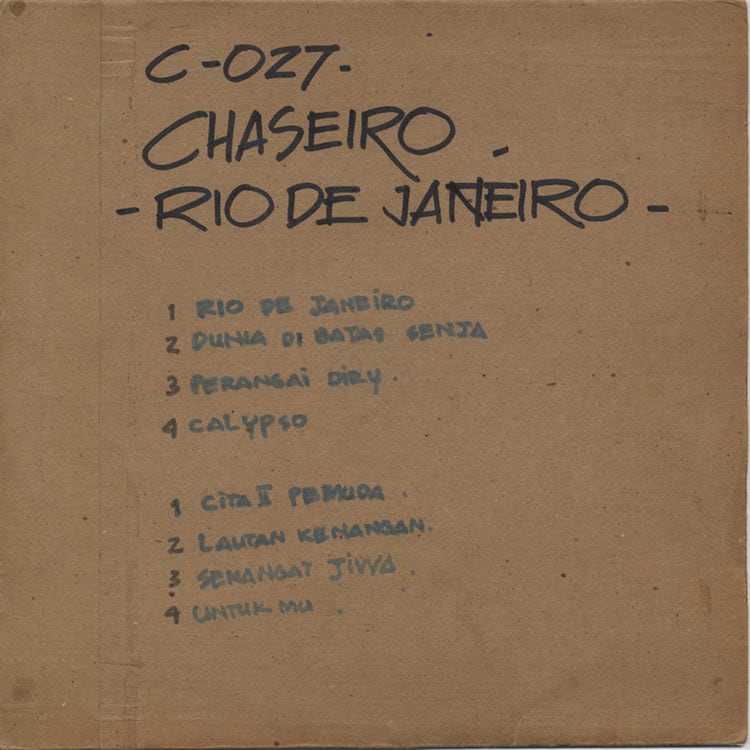 C-027-
CHASEIRO
- RIO DE JANEIRO -
1 RIO DE JANEIRO
2 DUNIA DI BATAS SENJA
3 PERANGAI DIRY.
4 CALYPSO
1 CITA II PEMUDA.
2 LAUTAN KENANGAN.
3 SEMANGAT JIWA.
4 UNTUK MU.